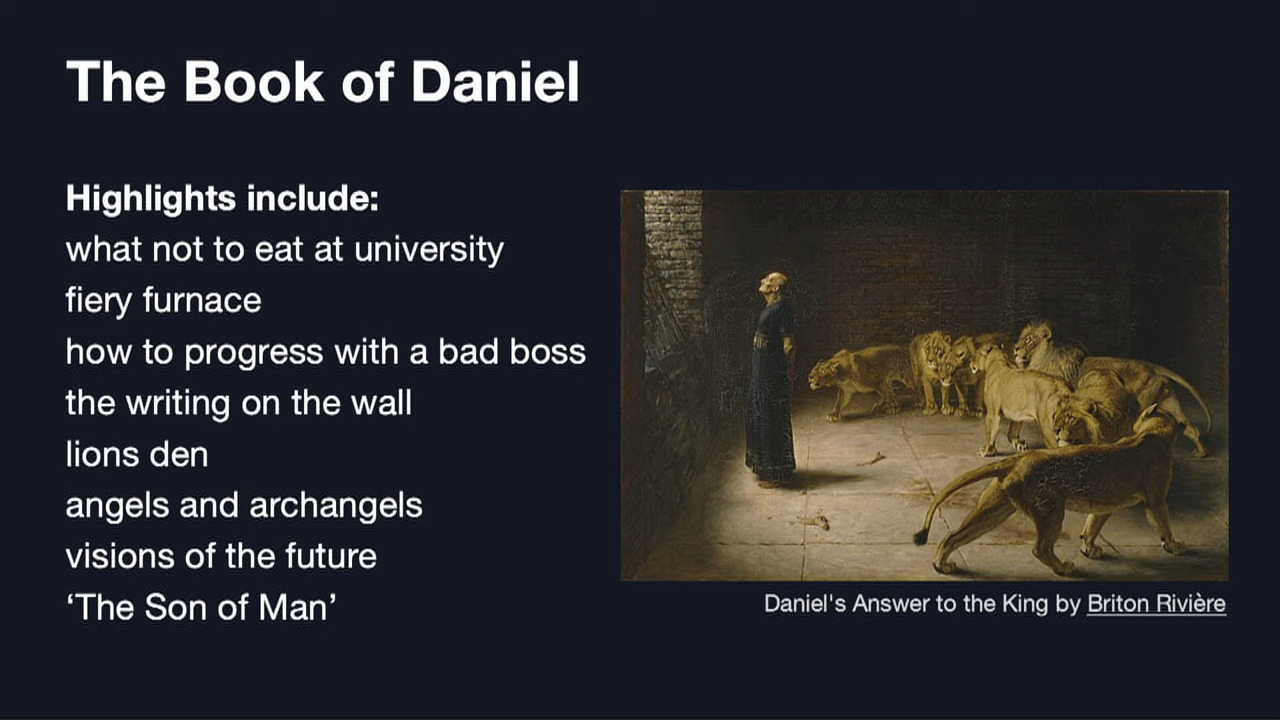 The Book of Daniel
Highlights include:
what not to eat at university
fiery furnace
how to progress with a bad boss
the writing on the wall
lions den
angels and archangels
visions of the future
‘The Son of Man’
Daniel's Answer to the King by Briton Rivière